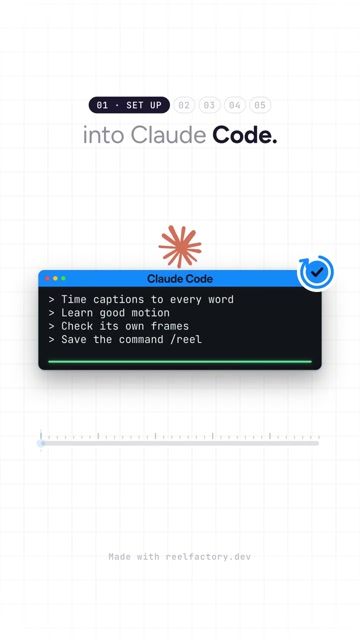 01 · SET UP 02 03 04 05
into Claude Code.
Claude Code
> Time captions to every word
> Learn good motion
> Check its own frames
> Save the command /reel
Made with reelfactory.dev